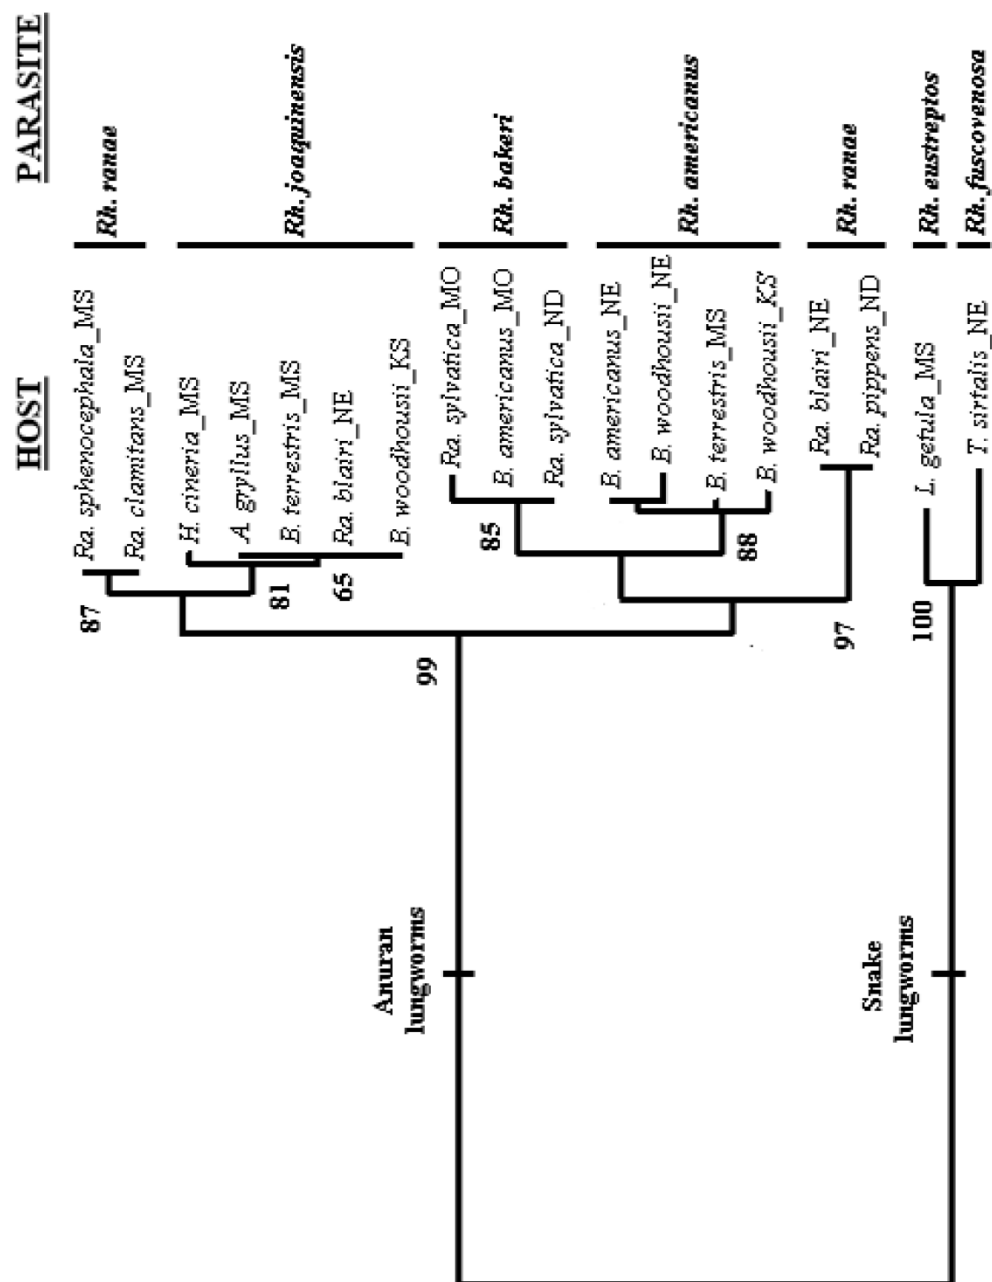 PARASITE
HOST
Rh. ranae
Rh. joaquinensis
Rh. bakeri
Rh. americanus
Rh. ranae
Rh. eustreptos
Rh. fuscovenosa
Ra. sphenocephala_MS
Ra. clamitans_MS
H. cineria_MS
A gryllus_MS
B. terrestris_MS
Ra. blairi_NE
B. woodhousii_KS
Ra. sylvatica_MO
B. americanus_MO
Ra. sylvatica_ND
B. americanus_NE
B. woodhousii_NE
B. terrestris_MS
B. woodhousii_KS
Ra. blairi_NE
Ra. pippens_ND
L. getula_MS
T. sirtalis_NE
87
81
65
85
88
99
97
100
Anuran
lungworms
Snake
lungworms